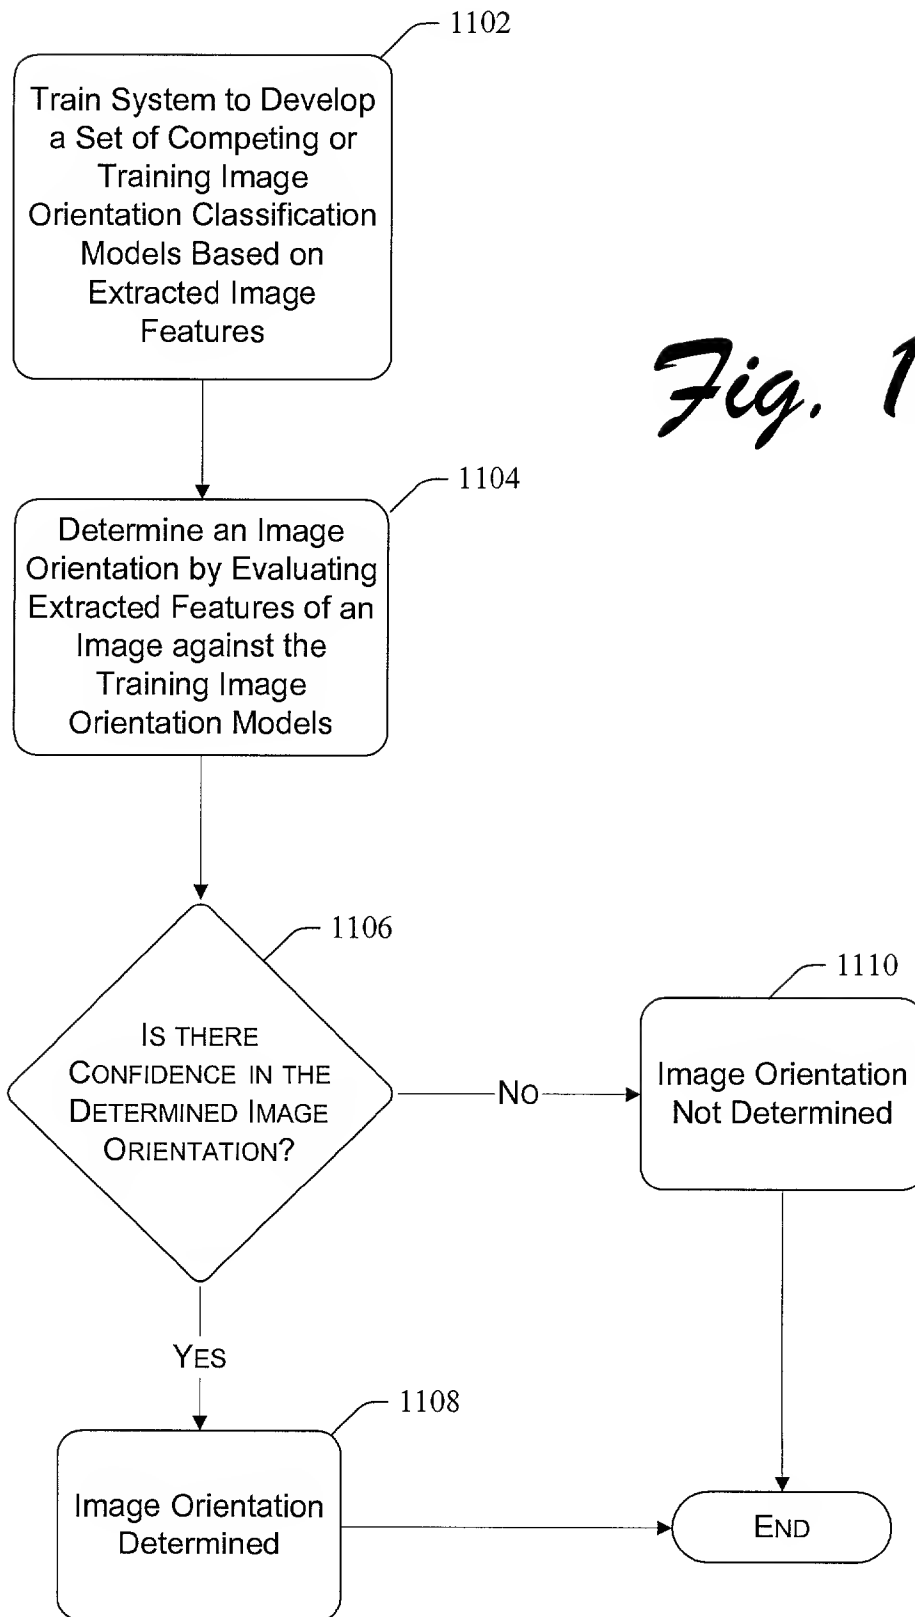 1102
Train System to Develop
a Set of Competing or
Training Image
Orientation Classification
Models Based on
Extracted Image
Features
Fig. 1
1104
Determine an Image
Orientation by Evaluating
Extracted Features of an
Image against the
Training Image
Orientation Models
1106
IS THERE
CONFIDENCE IN THE
DETERMINED IMAGE
ORIENTATION?
NO
1110
Image Orientation
Not Determined
YES
1108
Image Orientation
Determined
END